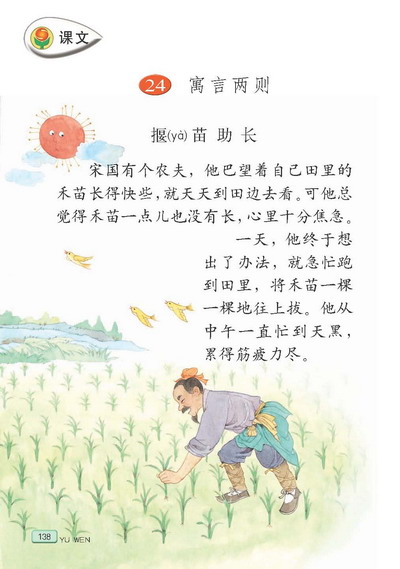 课文
24 寓言两则
揠(yà)苗助长
宋国有个农夫，他巴望着自己田里的
禾苗长得快些，就天天到田边去看。可他总
觉得禾苗一点儿也没有长，心里十分焦急。
一天，他终于想
出了办法，就急忙跑
到田里，将禾苗一棵
一棵地往上拔。他从
中午一直忙到天黑，
累得筋疲力尽。
138 YU WEN